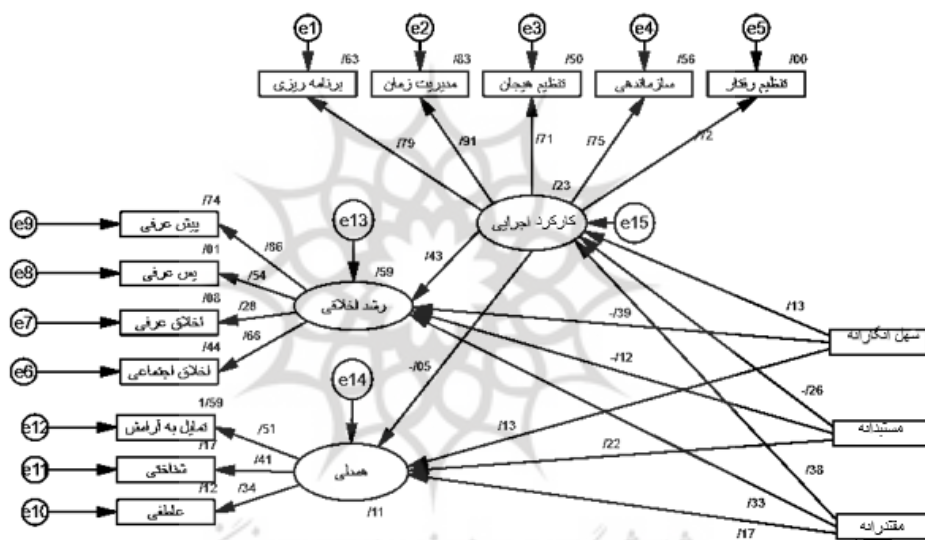 e1 e2 e3 e4 e5
/63 /83 /50 /56 /00
برنامه ریزی مدیریت زمان تنظیم هیجان سازماندهی تنظیم رفتار
/79 /91 /71 /75 /72
/23
کارکرد اجرایی e15
e13
/74
e9 پیش عرفی
/66
/01
e8 پس عرفی
/54
/59
رشد اخلاقی
/43
/08
e7 اخلاق عرفی
/28
/44
e6 اخلاق اجتماعی
/66
/13
-/39
سهل انگارانه
-/05
-/12
e14
1/59
e12 تمایل به آرامش
/51
/13
-/26
مستبدانه
/17
e11 شناختی
/41
همدلی
/22
/38
/12
e10 عاطفی
/34
/11
/33
مقتدرانه
/17